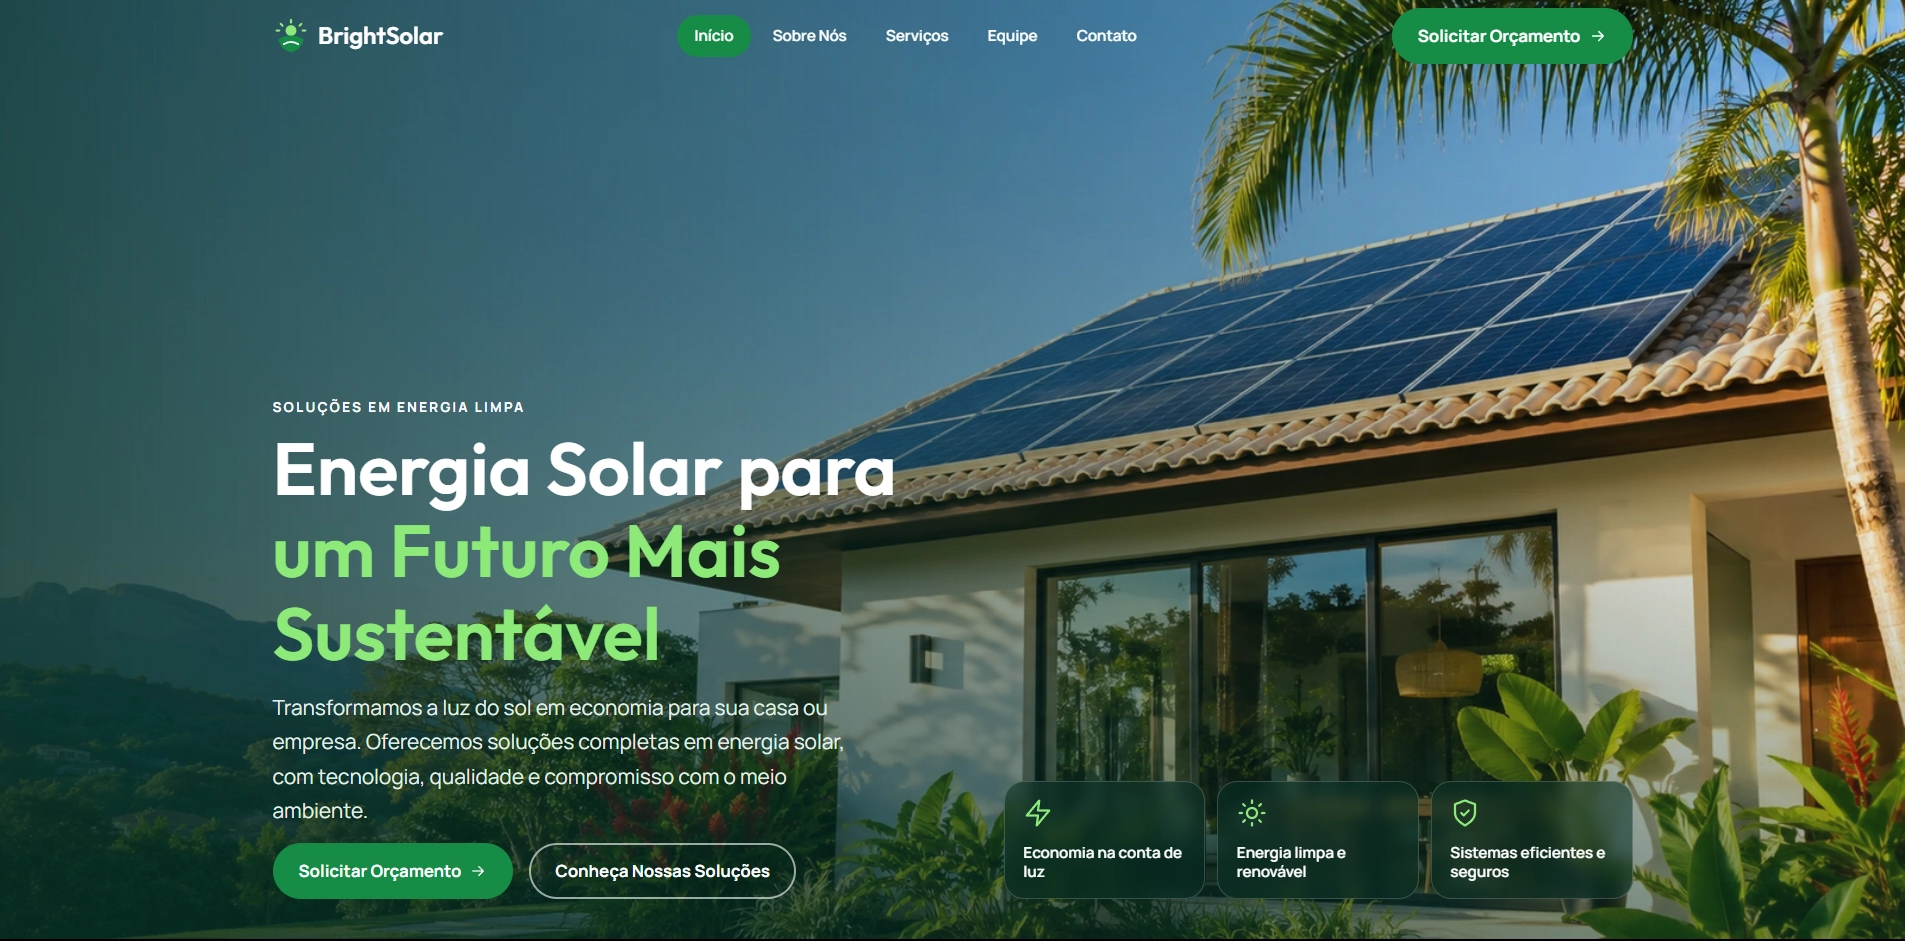 BrightSolar
Início
Sobre Nós
Serviços
Equipe
Contato
Solicitar Orçamento
SOLUÇÕES EM ENERGIA LIMPA
Energia Solar para
um Futuro Mais
Sustentável
Transformamos a luz do sol em economia para sua casa ou
empresa. Oferecemos soluções completas em energia solar,
com tecnologia, qualidade e compromisso com o meio
ambiente.
Solicitar Orçamento
Conheça Nossas Soluções
Economia na conta de
luz
Energia limpa e
renovável
Sistemas eficientes e
seguros